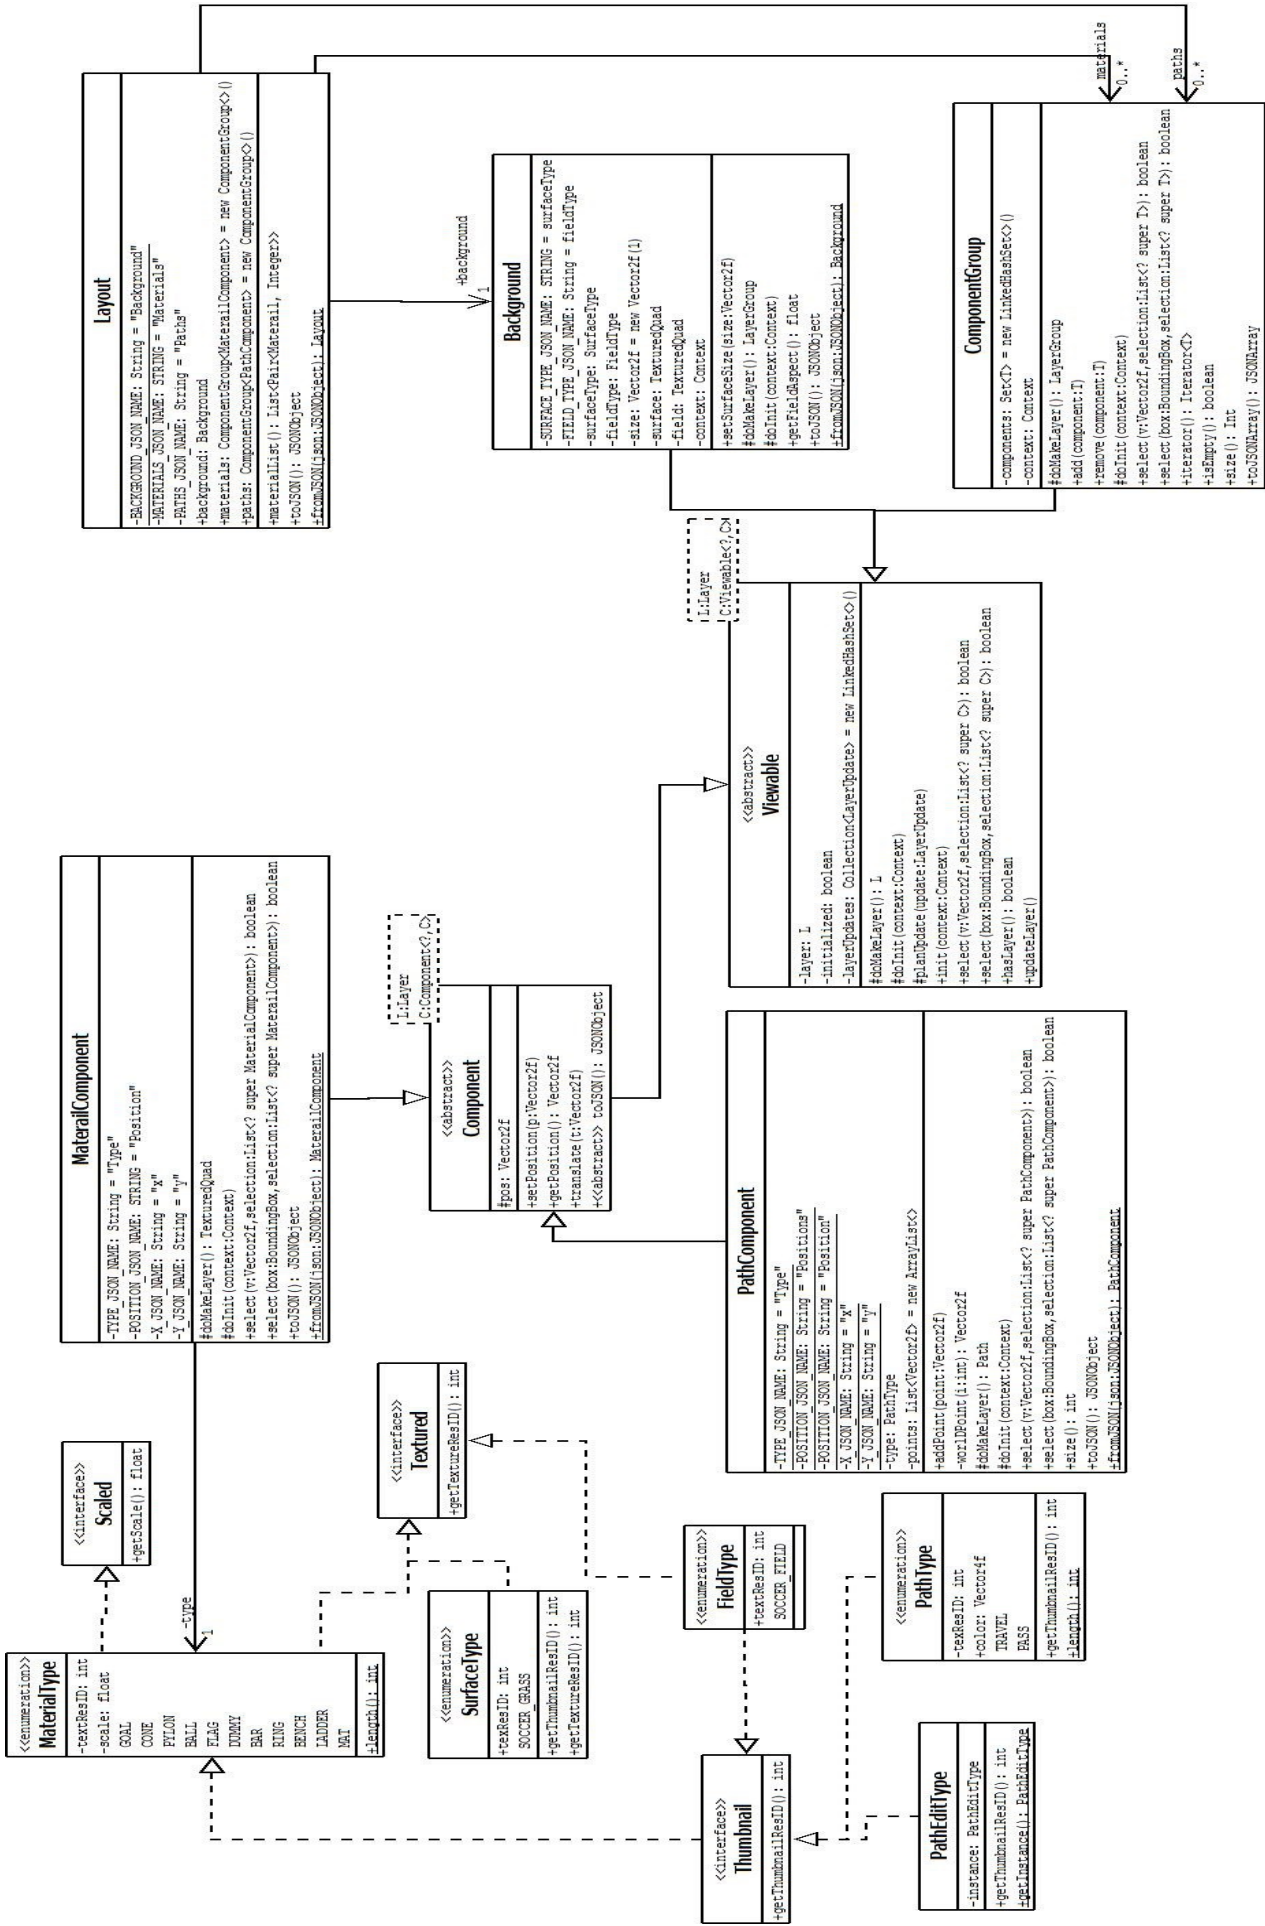 <<enumeration>>
MaterialType
-textResID: int
-scale: float
GOAL
CONE
PYLON
BALL
FLAG
DUMMY
BAR
RING
BENCH
LADDER
MAT
+length(): int
<<interface>>
Scaled
+getScale(): float
-type
1
MaterailComponent
-TYPE_JSON_NAME: String = "Type"
-POSITION_JSON_NAME: STRING = "Position"
-X_JSON_NAME: String = "x"
-Y_JSON_NAME: String = "y"
#doMakeLayer(): TexturedQuad
#doInit(context:Context)
+select(v:Vector2f,selection:List<? super MaterialComponent>): boolean
+select(box:BoundingBox,selection:List<? super MaterailComponent>): boolean
+toJSON(): JSONObject
+fromJSON(json:JSONObject): MaterailComponent
Layout
-BACKGROUND_JSON_NAME: String = "Background"
-MATERIALS_JSON_NAME: STRING = "Materials"
-PATHS_JSON_NAME: String = "Paths"
+background: Background
+materials: ComponentGroup<MaterailComponent> = new ComponentGroup<>()
+paths: ComponentGroup<PathComponent> = new ComponentGroup<>()
+materialList(): List<Pair<Materail, Integer>>
+toJSON(): JSONObject
+fromJSON(json:JSONObject): Layout
<<interface>>
Textured
+getTextureResID(): int
<<enumeration>>
SurfaceType
+texResID: int
SOCCER_GRASS
+getThumbnailResID(): int
+getTextureResID(): int
L:Layer
C:Component<?,C>
<<abstract>>
Component
#pos: Vector2f
+setPosition(p:Vector2f)
+getPosition(): Vector2f
+translate(t:Vector2f)
+<<abstract>> toJSON(): JSONObject
+background
1
Background
-SURFACE_TYPE_JSON_NAME: STRING = surfaceType
-FIELD_TYPE_JSON_NAME: String = fieldType
-surfaceType: SurfaceType
-fieldType: FieldType
-size: Vector2f = new Vector2f(1)
-surface: TexturedQuad
-field: TexturedQuad
-context: Context
+setSurfaceSize(size:Vector2f)
#doMakeLayer(): LayerGroup
#doInit(context:Context)
+getFieldAspect(): float
+toJSON(): JSONObject
+fromJSON(json:JSONObject): Background
<<interface>>
Thumbnail
+getThumbnailResID(): int
<<enumeration>>
FieldType
+textResID: int
SOCCER_FIELD
PathComponent
-TYPE_JSON_NAME: String = "Type"
-POSITION_JSON_NAME: String = "Positions"
-POSITION_JSON_NAME: String = "Position"
-X_JSON_NAME: String = "x"
-Y_JSON_NAME: String = "y"
-type: PathType
-points: List<Vector2f> = new ArrayList<>
+addPoint(point:Vector2f)
-worlDPoint(i:int): Vector2f
#doMakeLayer(): Path
#doInit(context:Context)
+select(v:Vector2f,selection:List<? super PathComponent>): boolean
+select(box:BoundingBox,selection:List<? super PathComponent>): boolean
+size(): int
+toJSON(): JSONObject
+fromJSON(json:JSONObject): PathComponent
L:Layer
C:Viewable<?,C>
<<abstract>>
Viewable
-layer: L
-initialized: boolean
-layerUpdates: Collection<LayerUpdate> = new LinkedHashSet<>()
#doMakeLayer(): L
#doInit(context:Context)
#planUpdate(update:LayerUpdate)
+init(context:Context)
+select(v:Vector2f,selection:List<? super C>): boolean
+select(box:BoundingBox,selection:List<? super C>): boolean
+hasLayer(): boolean
+updateLayer()
PathEditType
-instance: PathEditType
+getThumbnailResID(): int
+getInstance(): PathEditType
<<enumeration>>
PathType
-texResID: int
+color: Vector4f
TRAVEL
PASS
+getThumbnailResID(): int
+length(): int
materials
0..*
paths
0..*
ComponentGroup
-components: Set<T> = new LinkedHashSet<>()
-context: Context
#doMakeLayer(): LayerGroup
+add(component:T)
+remove(component:T)
#doInit(context:Context)
+select(v:Vector2f,selection:List<? super T>): boolean
+select(box:BoundingBox,selection:List<? super T>): boolean
+iterator(): Iterator<T>
+isEmpty(): boolean
+size(): Int
+toJSONArray(): JSONArray